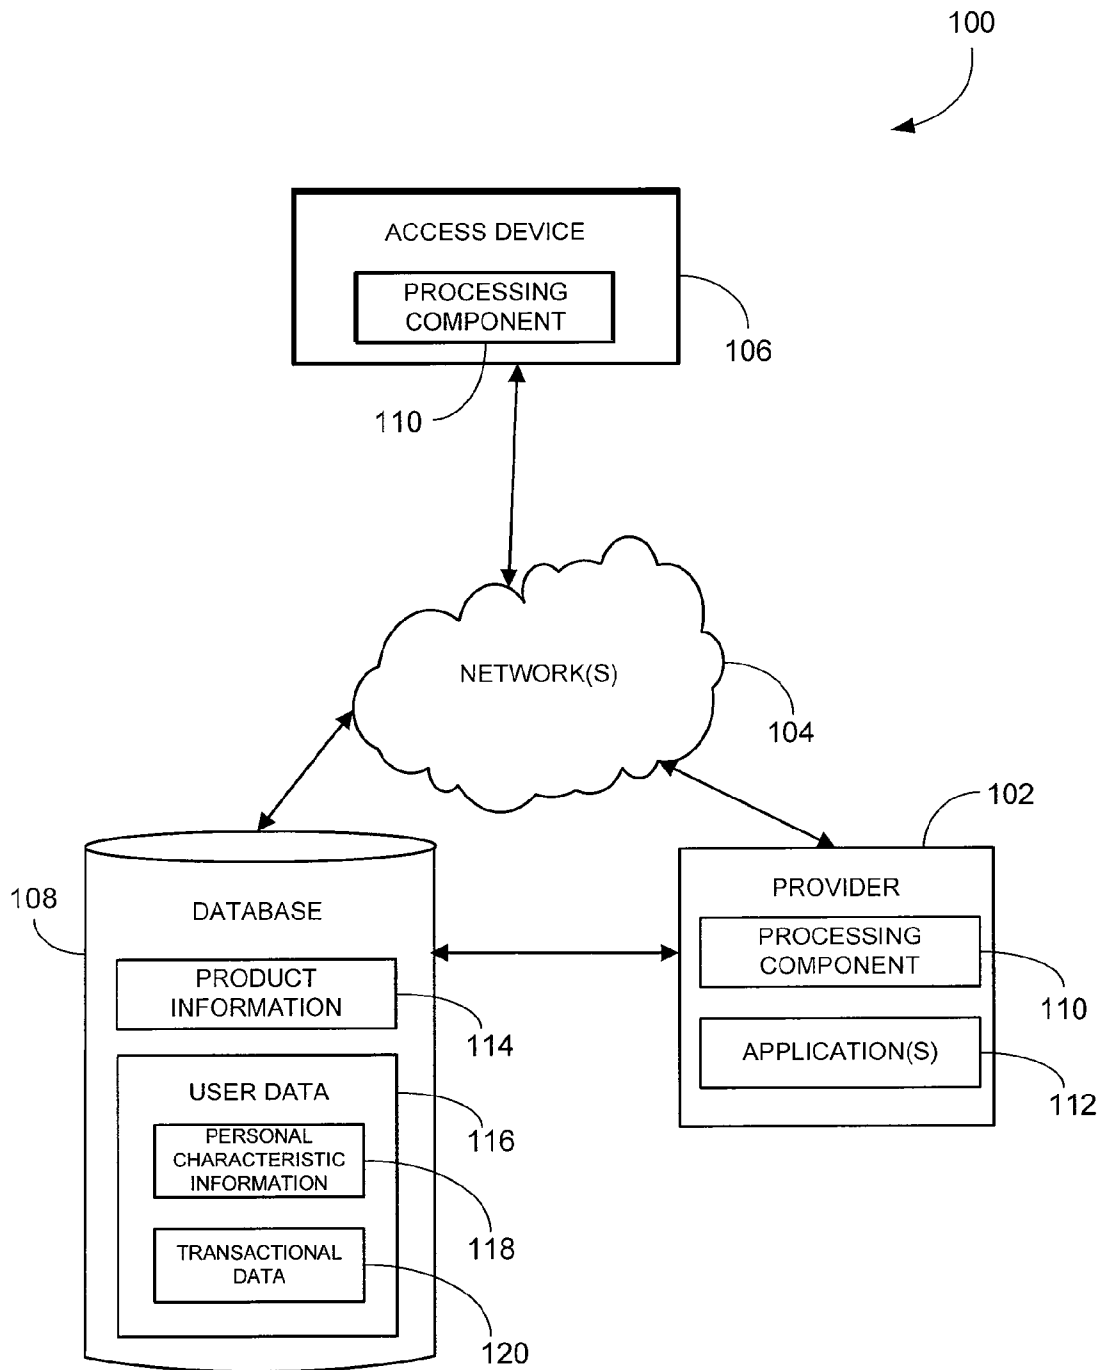 100
ACCESS DEVICE
PROCESSING
COMPONENT
106
110
NETWORK(S)
104
102
108
DATABASE
PROVIDER
PROCESSING
COMPONENT
110
PRODUCT
INFORMATION
114
APPLICATION(S)
112
USER DATA
116
PERSONAL
CHARACTERISTIC
INFORMATION
118
TRANSACTIONAL
DATA
120